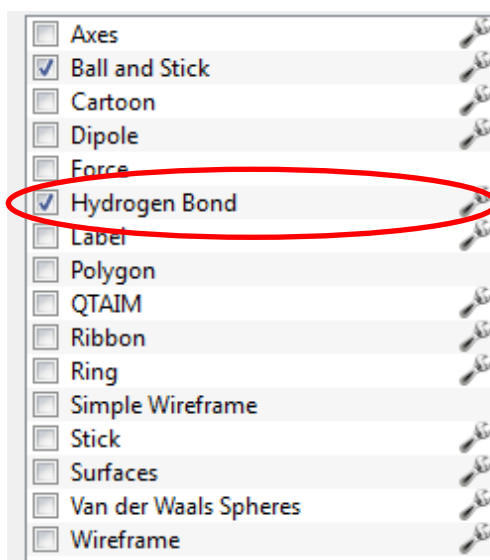 Axes
Ball and Stick
Cartoon
Dipole
Force
Hydrogen Bond
Label
Polygon
QTAIM
Ribbon
Ring
Simple Wireframe
Stick
Surfaces
Van der Waals Spheres
Wireframe